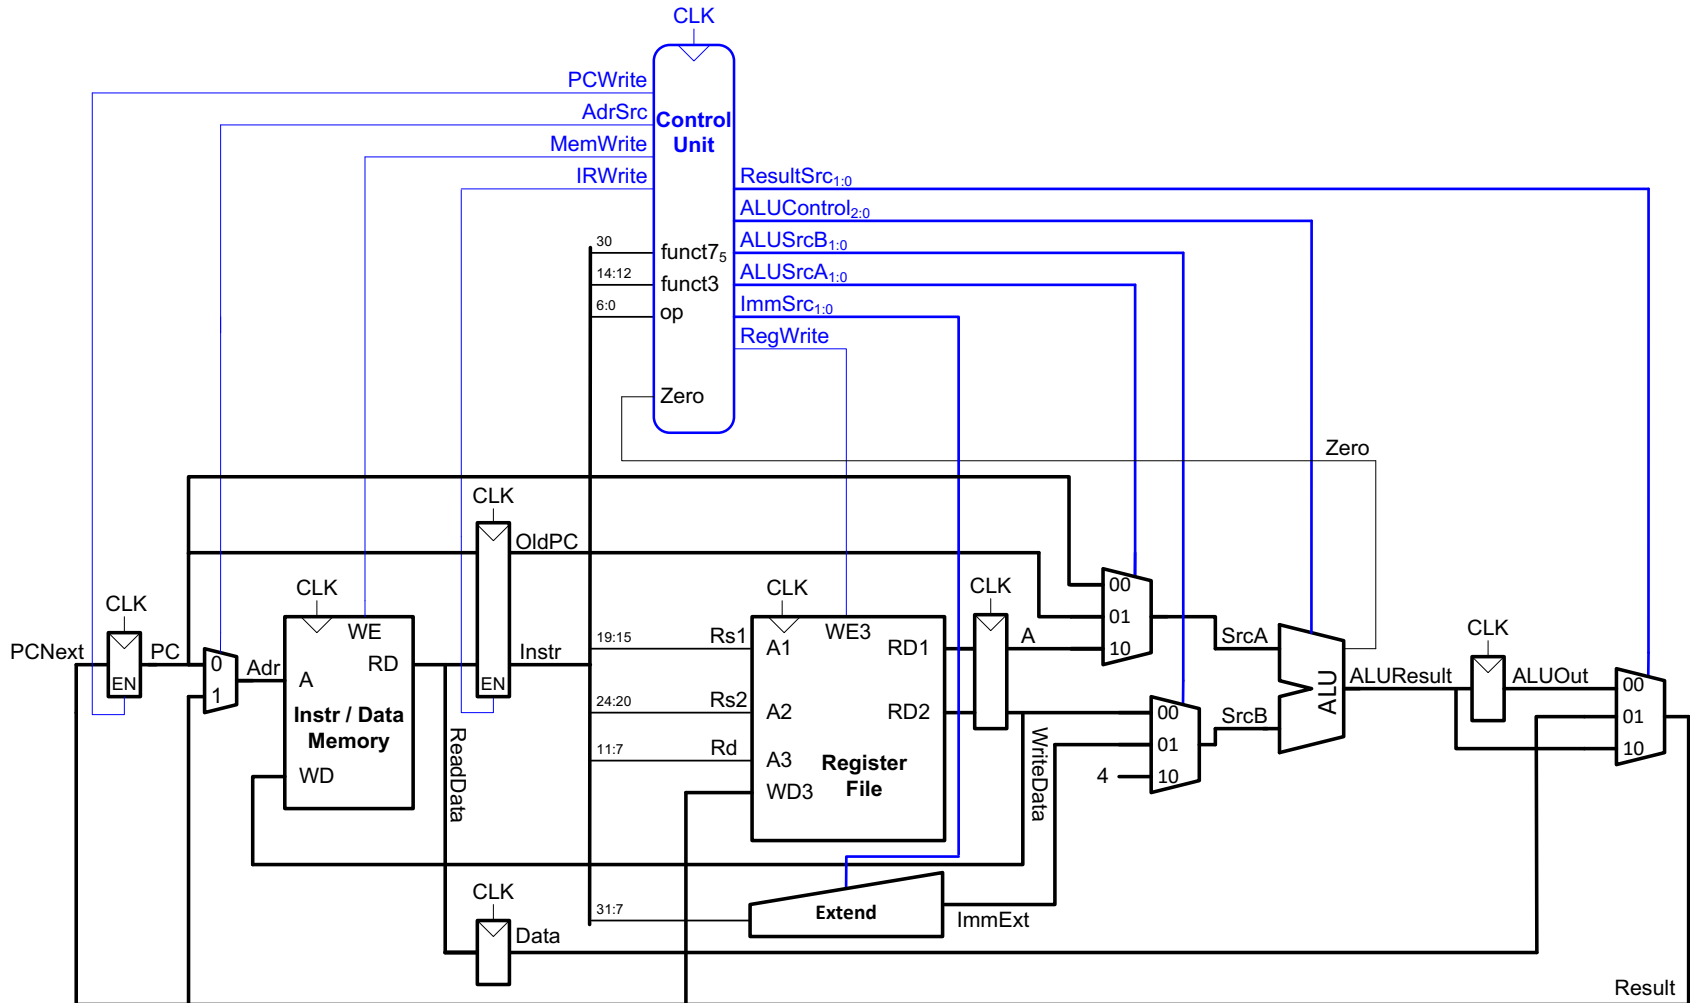 CLK
PCWrite
AdrSrc
MemWrite
IRWrite
Control
Unit
ResultSrc1:0
ALUControl2:0
ALUSrcB1:0
ALUSrcA1:0
ImmSrc1:0
RegWrite
30
funct75
14:12
funct3
6:0
op
Zero
Zero
CLK
OldPC
CLK
CLK
CLK
CLK
CLK
PCNext
PC
EN
0
1
Adr
WE
A
RD
Instr / Data
Memory
WD
EN
Instr
ReadData
19:15
Rs1
24:20
Rs2
11:7
Rd
A1
WE3
RD1
A2
RD2
A3
WD3
Register
File
A
WriteData
00
01
10
00
01
10
4
SrcA
SrcB
ALU
ALUResult
ALUOut
00
01
10
31:7
Extend
ImmExt
CLK
Data
Result